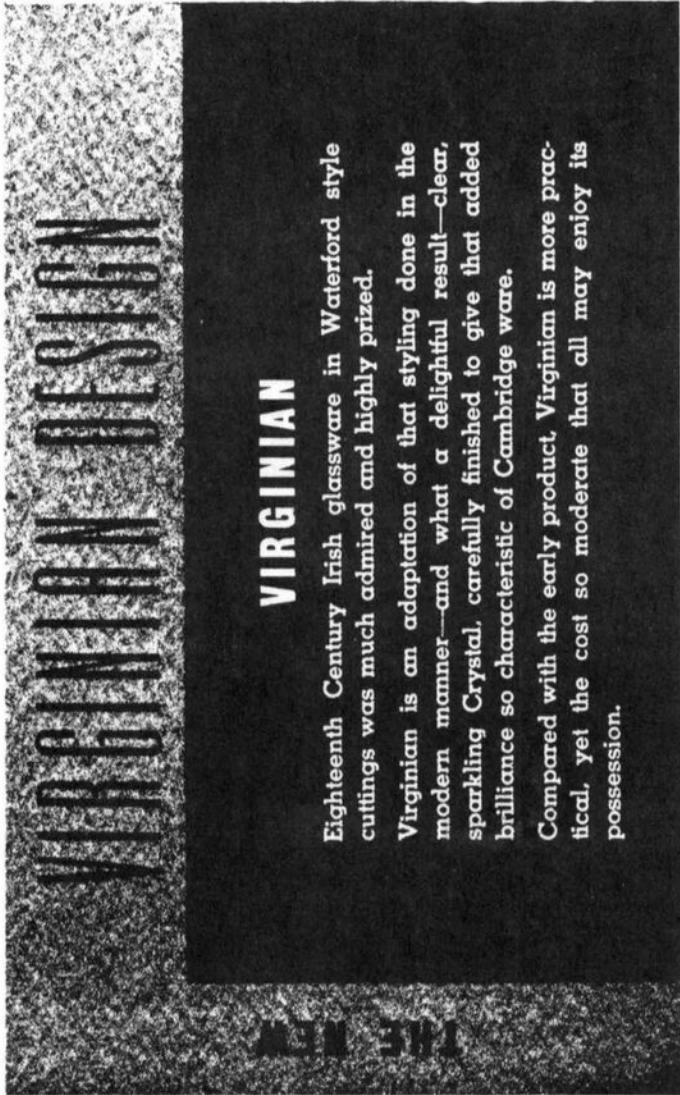 THE NEW
VIRGINIAN DESIGN
VIRGINIAN
Eighteenth Century Irish glassware in Waterford style
cuttings was much admired and highly prized.
Virginian is an adaptation of that styling done in the
modern manner—and what a delightful result—clear,
sparkling Crystal, carefully finished to give that added
brilliance so characteristic of Cambridge ware.
Compared with the early product, Virginian is more prac-
tical, yet the cost so moderate that all may enjoy its
possession.